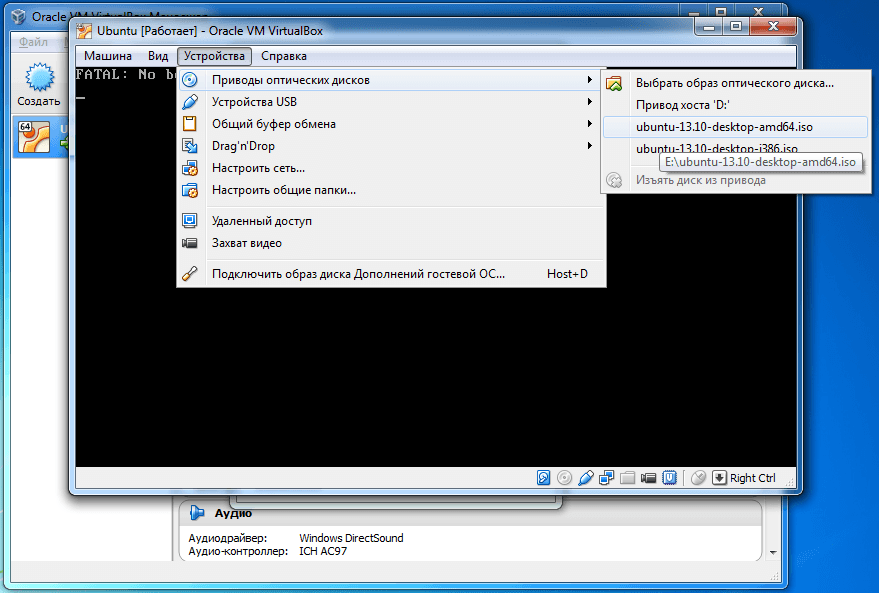 Oracle VM VirtualBox Менеджер
Ubuntu [Работает] - Oracle VM VirtualBox
Файл
Машина Вид Устройства Справка
FATAL: No b
Создать
64
Приводы оптических дисков
Устройства USB
Общий буфер обмена
Drag'n'Drop
Настроить сеть...
Настроить общие папки...
Удаленный доступ
Захват видео
Подключить образ диска Дополнений гостевой ОС... Host+D
Выбрать образ оптического диска...
Привод хоста 'D:'
ubuntu-13.10-desktop-amd64.iso
ubuntu-13.10-desktop-i386.iso
E:\ubuntu-13.10-desktop-amd64.iso
Изъять диск из привода
Right Ctrl
Аудио
Аудиодрайвер: Windows DirectSound
Аудио-контроллер: ICH AC97